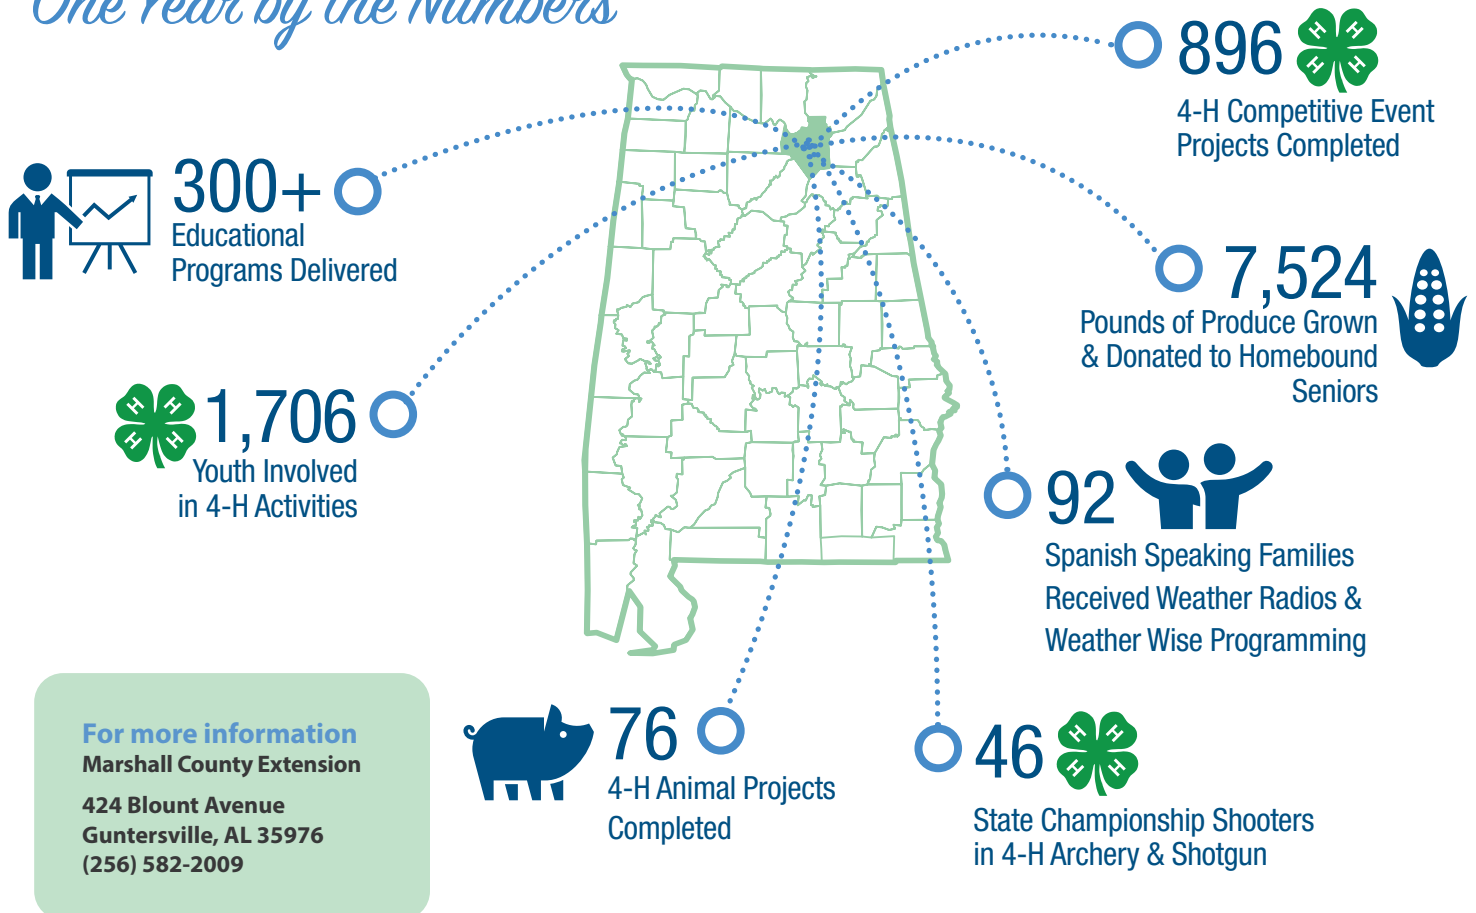 One Year by the Numbers
896
4-H Competitive Event
Projects Completed
300+
Educational
Programs Delivered
7,524
Pounds of Produce Grown
& Donated to Homebound
Seniors
1,706
Youth Involved
in 4-H Activities
92
Spanish Speaking Families
Received Weather Radios &
Weather Wise Programming
76
4-H Animal Projects
Completed
46
State Championship Shooters
in 4-H Archery & Shotgun
For more information
Marshall County Extension
424 Blount Avenue
Guntersville, AL 35976
(256) 582-2009
H H H H
H H H H
H H H H